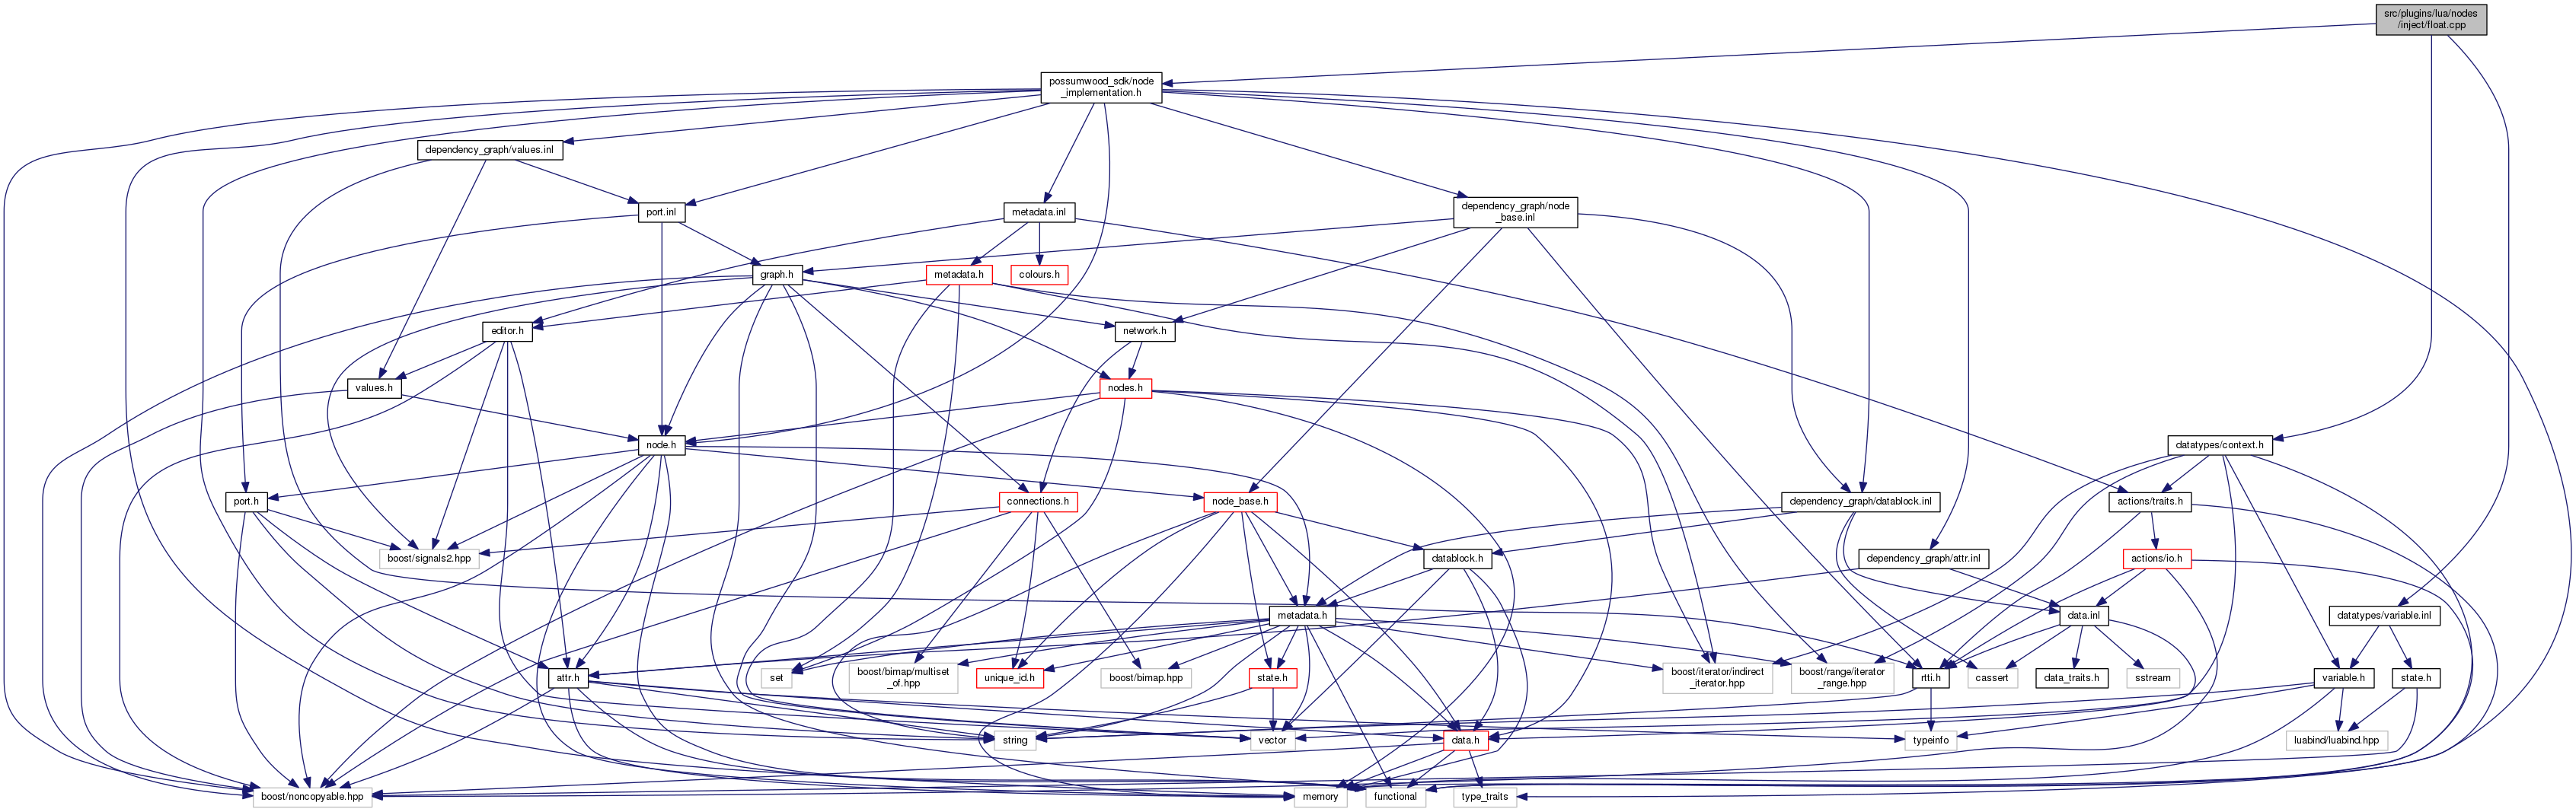 src/plugins/lua/nodes
/inject/float.cpp
possumwood_sdk/node
_implementation.h
dependency_graph/values.inl
port.inl
metadata.inl
dependency_graph/node
_base.inl
graph.h
metadata.h
colours.h
editor.h
network.h
values.h
nodes.h
node.h
datatypes/context.h
port.h
connections.h
node_base.h
dependency_graph/datablock.inl
actions/traits.h
boost/signals2.hpp
datablock.h
dependency_graph/attr.inl
actions/io.h
metadata.h
data.inl
datatypes/variable.inl
attr.h
set
boost/bimap/multiset
_of.hpp
unique_id.h
boost/bimap.hpp
state.h
boost/iterator/indirect
_iterator.hpp
boost/range/iterator
_range.hpp
rtti.h
cassert
data_traits.h
sstream
variable.h
state.h
string
vector
data.h
typeinfo
luabind/luabind.hpp
boost/noncopyable.hpp
memory
functional
type_traits